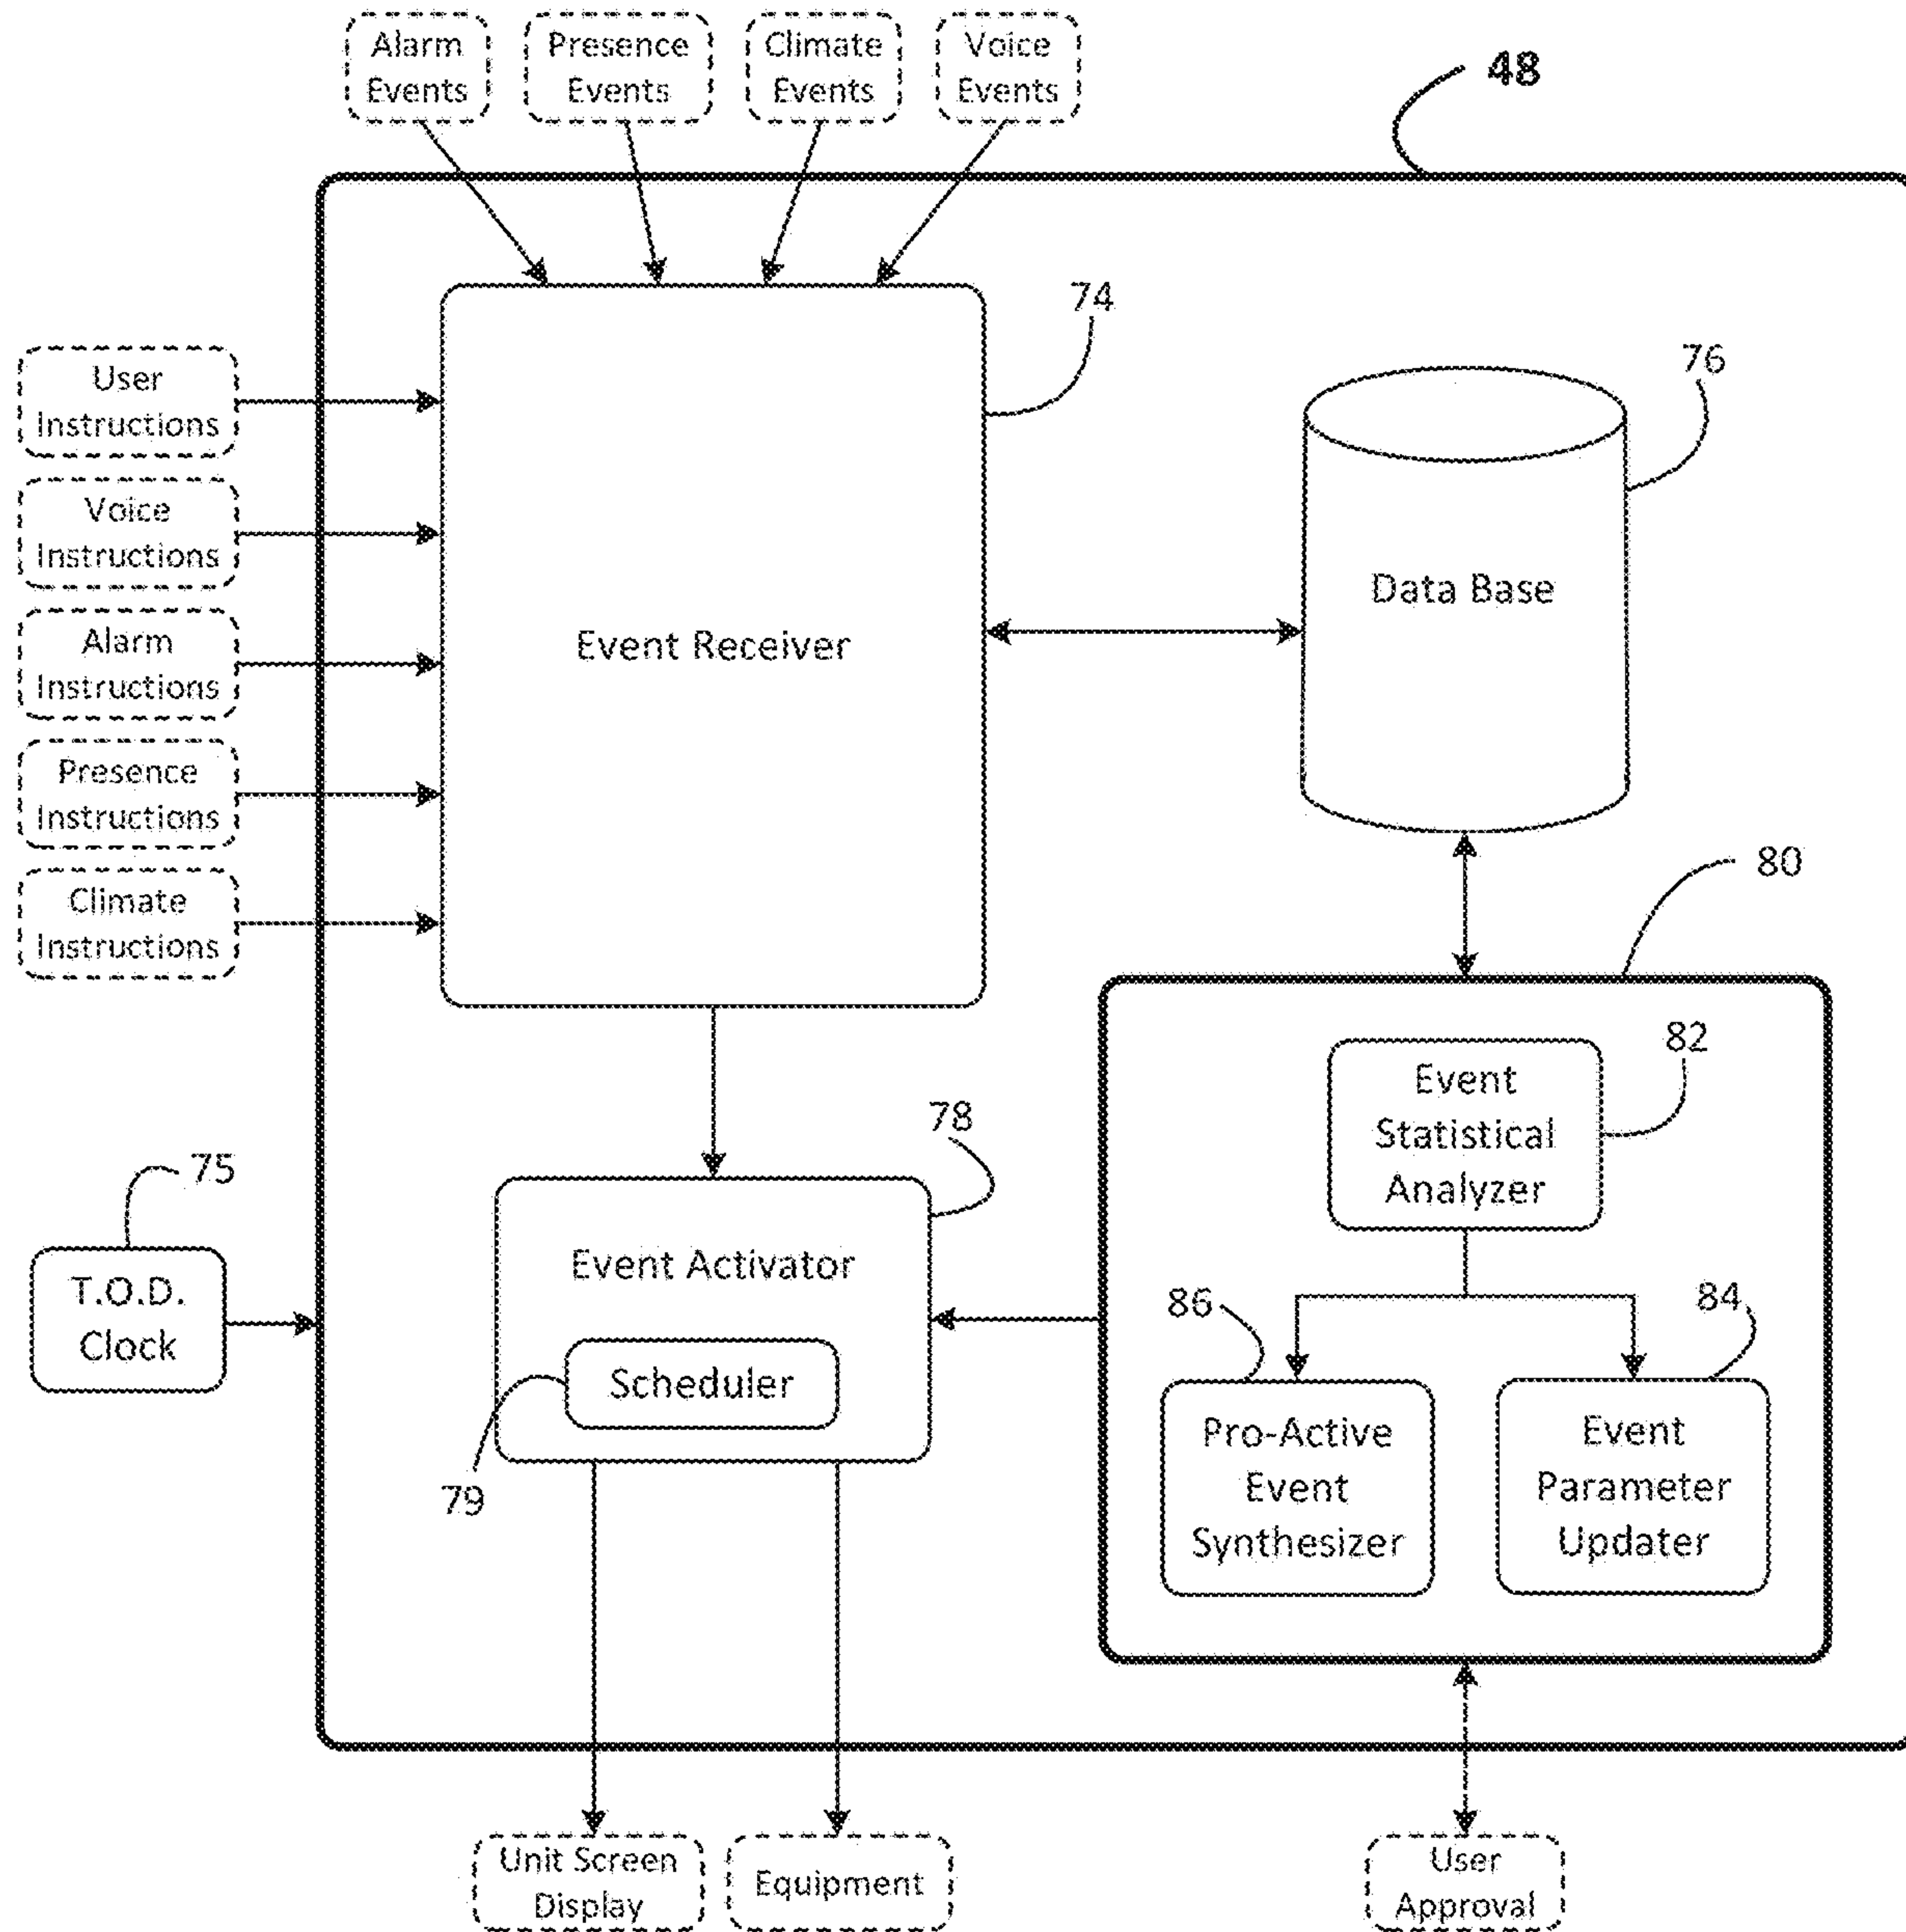 Alarm
Events
Presence
Events
Climate
Events
Voice
Events
48
74
76
User
Instructions
Voice
Instructions
Alarm
Instructions
Presence
Instructions
Climate
Instructions
Event Receiver
Data Base
80
82
Event
Statistical
Analyzer
78
75
T.O.D.
Clock
Event Activator
Scheduler
79
86
84
Pro-Active
Event
Synthesizer
Event
Parameter
Updater
Unit Screen
Display
Equipment
User
Approval